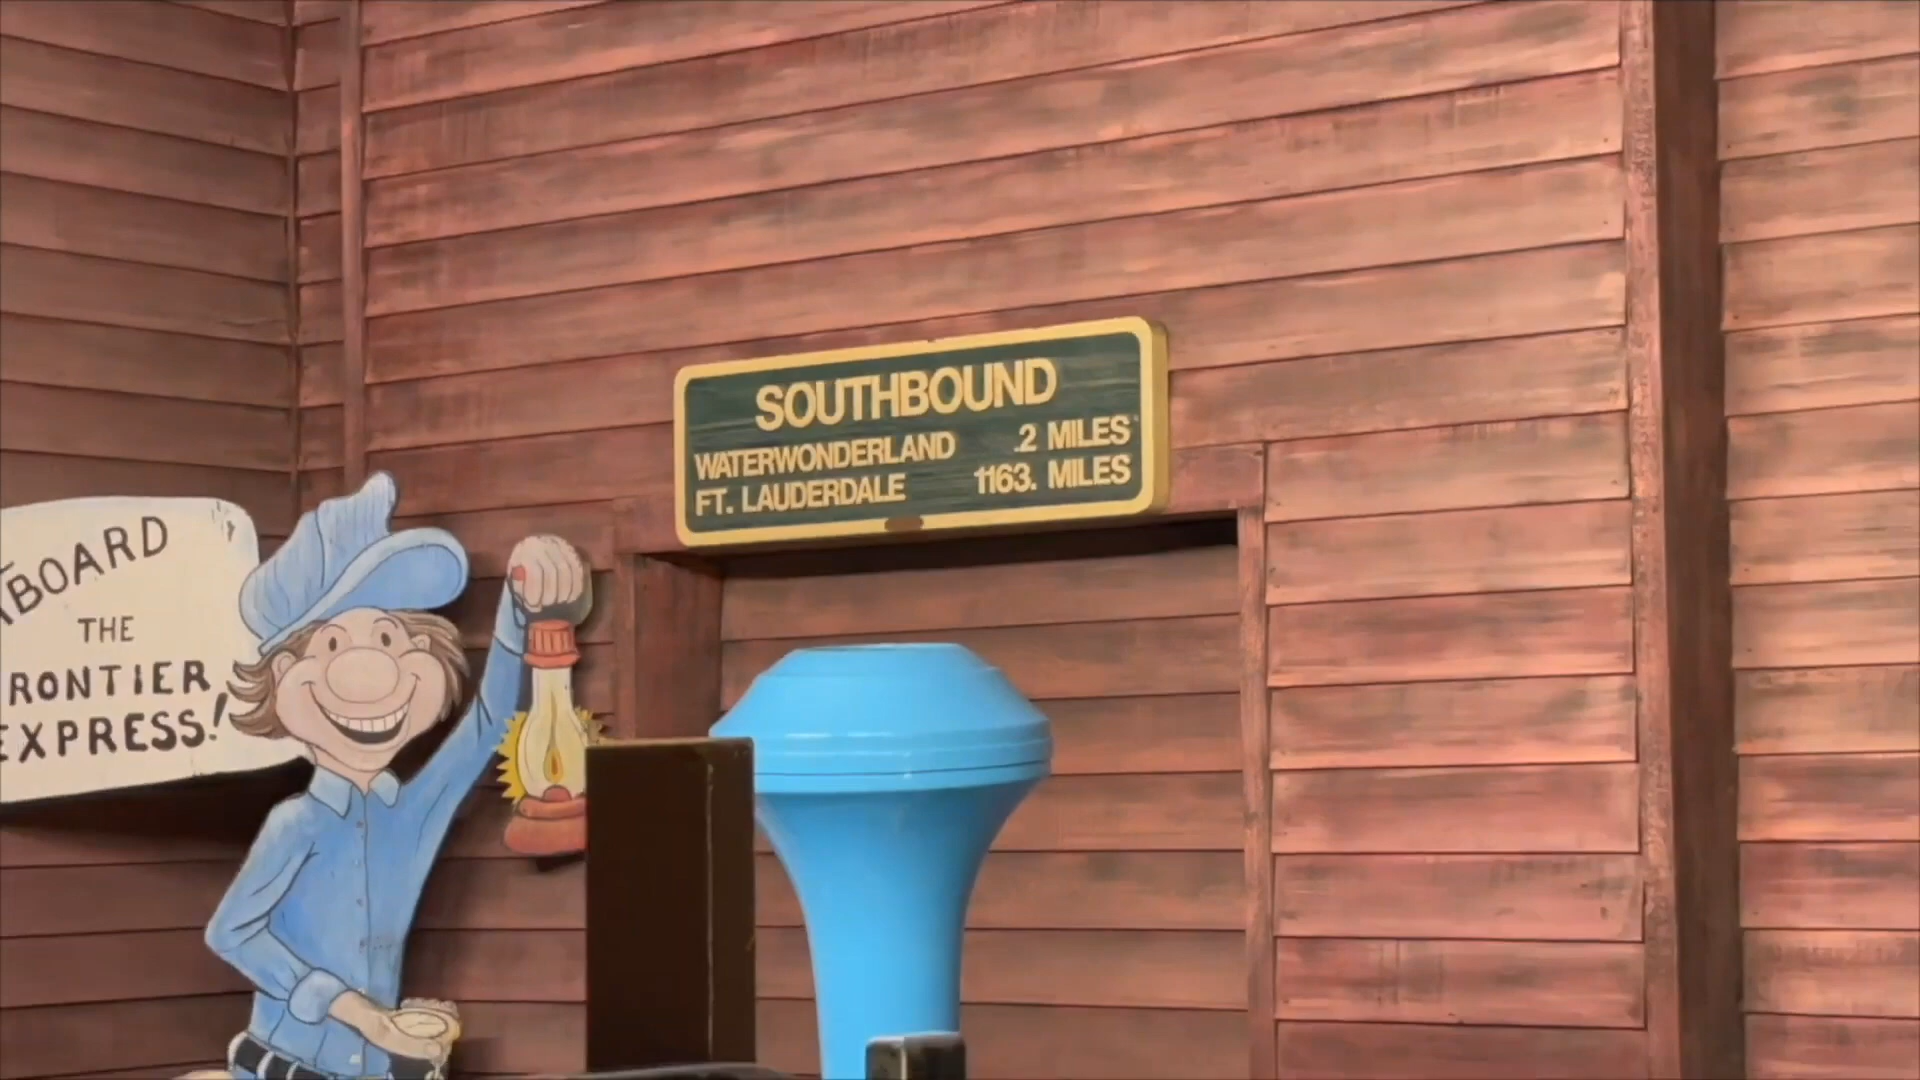 BOARD
THE
RONTIER
EXPRESS!
SOUTHBOUND
WATERWONDERLAND .2 MILES
FT. LAUDERDALE 1163. MILES